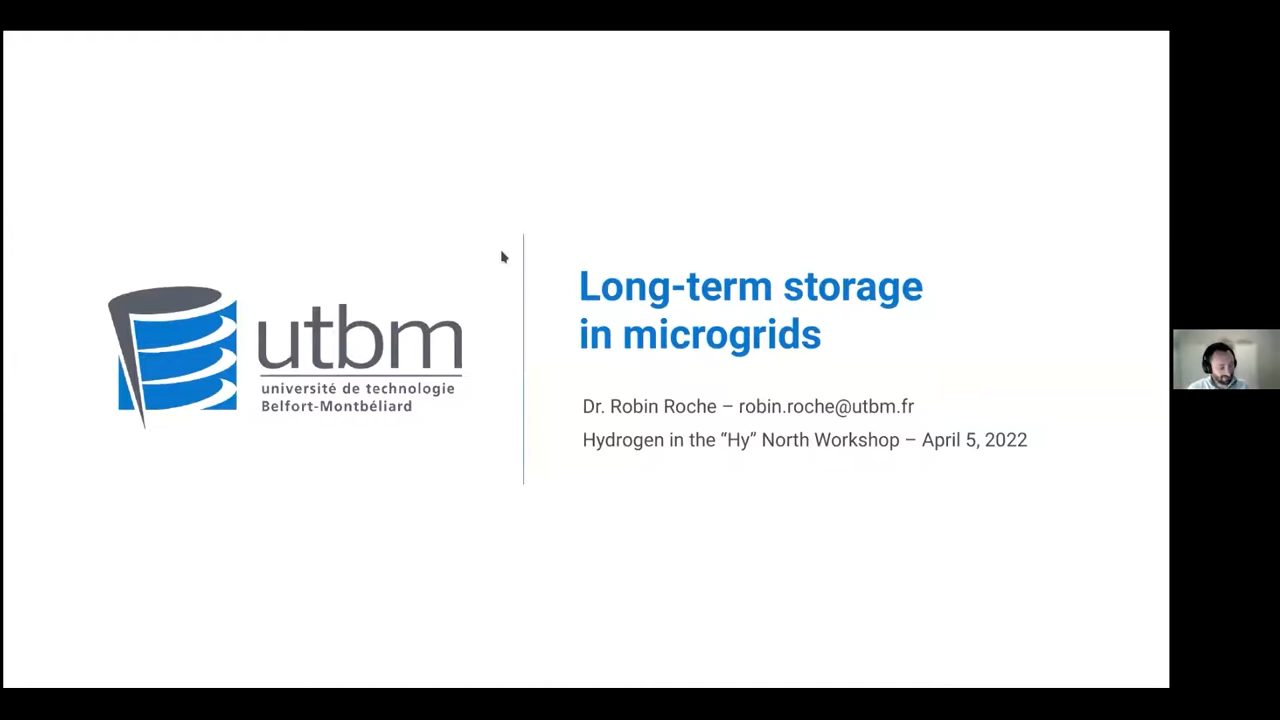 utbm
université de technologie
Belfort-Montbéliard
Long-term storage
in microgrids
Dr. Robin Roche – robin.roche@utbm.fr
Hydrogen in the “Hy” North Workshop – April 5, 2022